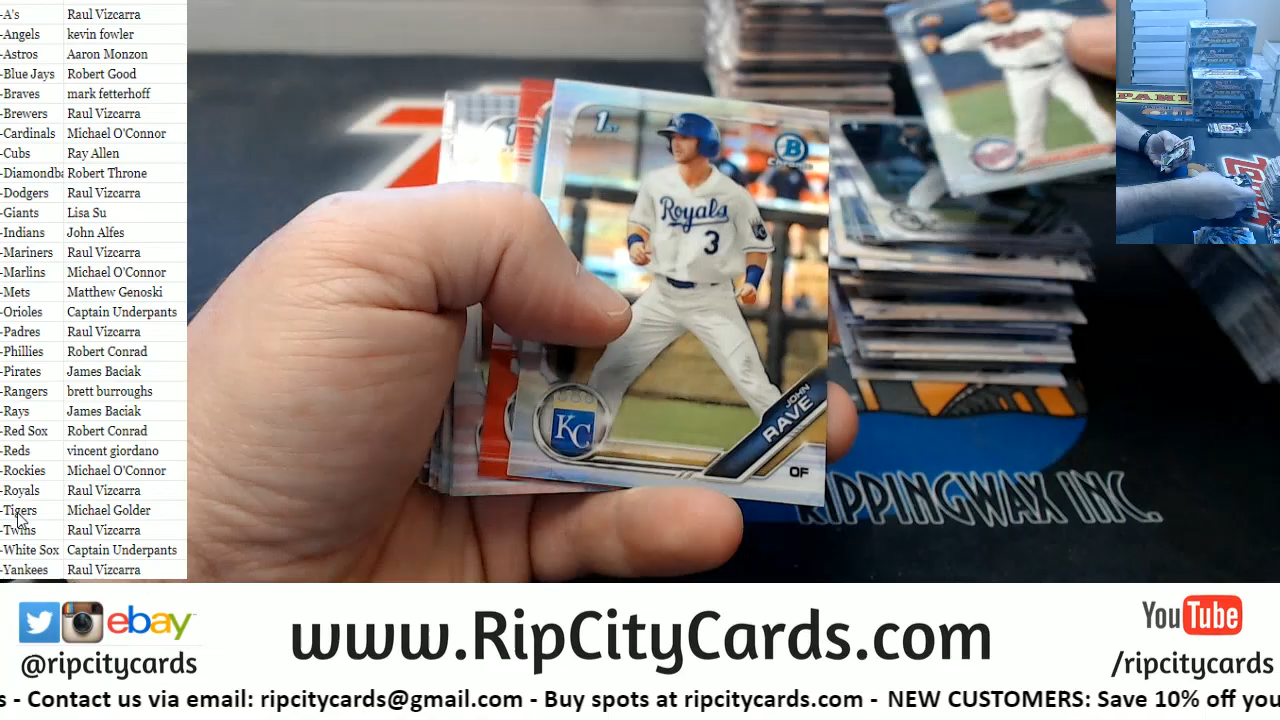 -A's Raul Vizcarra
-Angels kevin fowler
-Astros Aaron Monzon
-Blue Jays Robert Good
-Braves mark fetterhoff
-Brewers Raul Vizcarra
-Cardinals Michael O'Connor
-Cubs Ray Allen
-Diamondba Robert Throne
-Dodgers Raul Vizcarra
-Giants Lisa Su
-Indians John Alfes
-Mariners Raul Vizcarra
-Marlins Michael O'Connor
-Mets Matthew Genoski
-Orioles Captain Underpants
-Padres Raul Vizcarra
-Phillies Robert Conrad
-Pirates James Baciak
-Rangers brett burroughs
-Rays James Baciak
-Red Sox Robert Conrad
-Reds vincent giordano
-Rockies Michael O'Connor
-Royals Raul Vizcarra
-Tigers Michael Golder
-Twins Raul Vizcarra
-White Sox Captain Underpants
-Yankees Raul Vizcarra
1ST
B
Chrome
Royals
3
KC
KC
JOHN
RAVE
OF
RIPPINGWAX INC.
ebay
@ripcitycards
www.RipCityCards.com
YouTube
/ripcitycards
s - Contact us via email: ripcitycards@gmail.com - Buy spots at ripcitycards.com - NEW CUSTOMERS: Save 10% off you